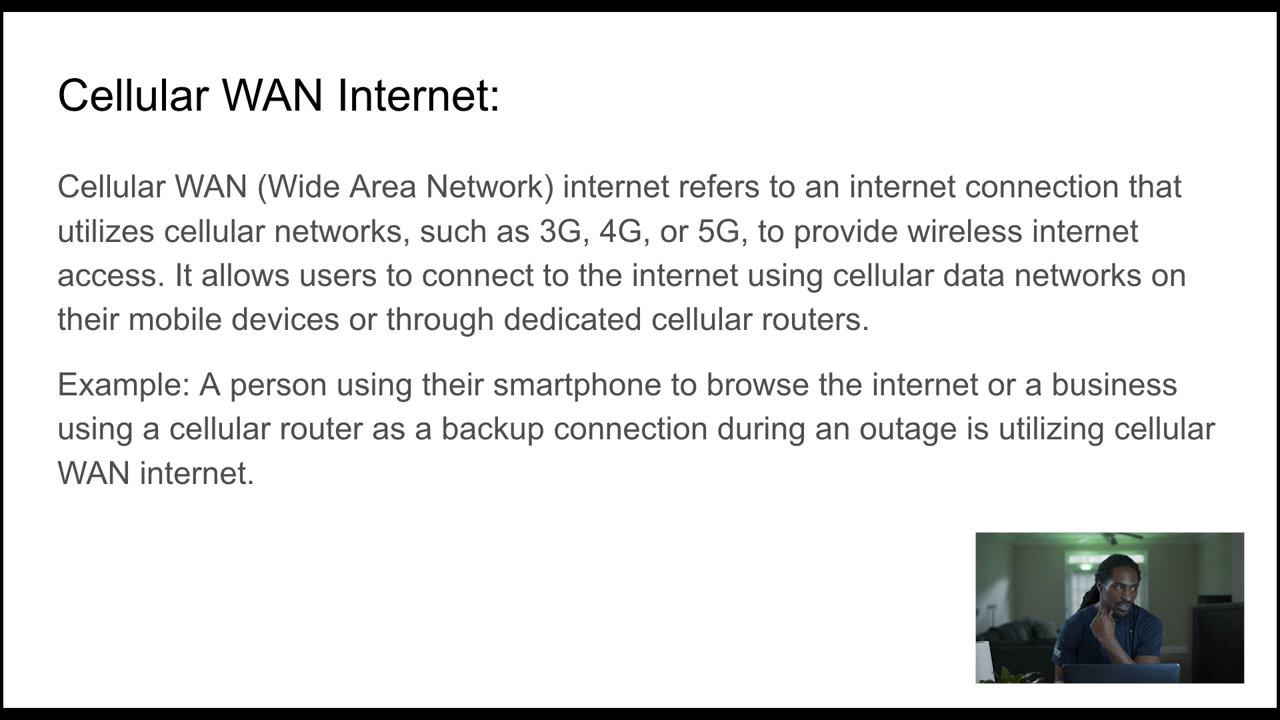 Cellular WAN Internet:
Cellular WAN (Wide Area Network) internet refers to an internet connection that
utilizes cellular networks, such as 3G, 4G, or 5G, to provide wireless internet
access. It allows users to connect to the internet using cellular data networks on
their mobile devices or through dedicated cellular routers.
Example: A person using their smartphone to browse the internet or a business
using a cellular router as a backup connection during an outage is utilizing cellular
WAN internet.